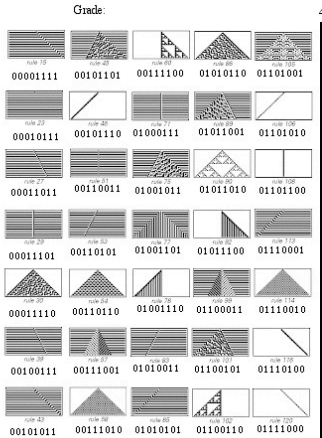 Grade:
rule 15 rule 45 rule 60 rule 86 rule 105
00001111 00101101 00111100 01010110 01101001
rule 23 rule 46 rule 71 rule 89 rule 106
00010111 00101110 01000111 01011001 01101010
rule 27 rule 51 rule 75 rule 90 rule 108
00011011 00110011 01001011 01011010 01101100
rule 29 rule 53 rule 77 rule 92 rule 113
00011101 00110101 01001101 01011100 01110001
rule 30 rule 54 rule 78 rule 99 rule 114
00011110 00110110 01001110 01100011 01110010
rule 39 rule 57 rule 83 rule 101 rule 116
00100111 00111001 01010011 01100101 01110100
rule 43 rule 58 rule 85 rule 102 rule 120
00101011 00111010 01010101 01100110 01111000